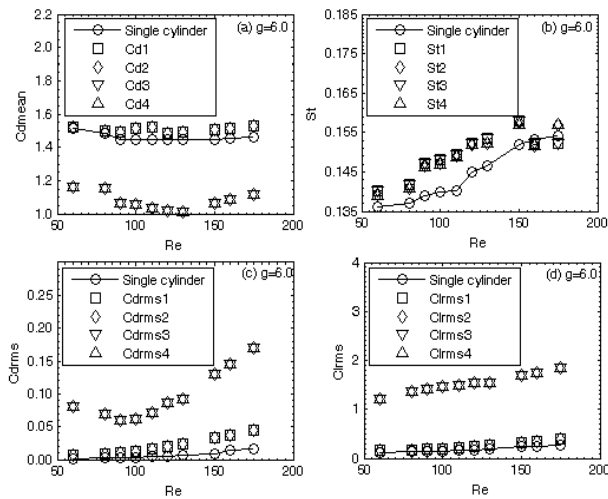 (a) g=6.0
Single cylinder
Cd1
Cd2
Cd3
Cd4
Cdmean
2.2
2.0
1.8
1.6
1.4
1.2
1.0
50 100 150 200
Re
(b) g=6.0
Single cylinder
St1
St2
St3
St4
St
0.185
0.175
0.165
0.155
0.145
0.135
50 100 150 200
Re
(c) g=6.0
Single cylinder
Cdrms1
Cdrms2
Cdrms3
Cdrms4
Cdrms
0.25
0.20
0.15
0.10
0.05
0.00
50 100 150 200
Re
(d) g=6.0
Single cylinder
Clrms1
Clrms2
Clrms3
Clrms4
Clrms
4
3
2
1
0
50 100 150 200
Re